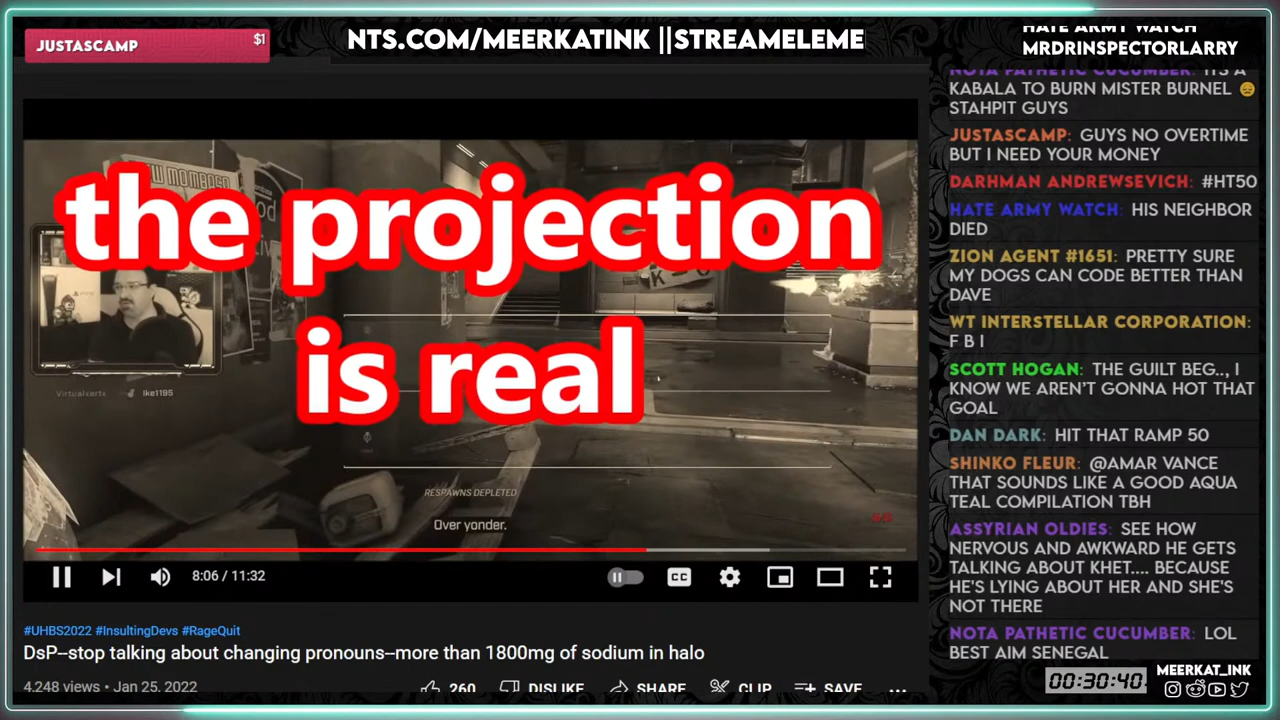 JUSTASCAMP
$1
NTS.COM/MEERKATINK ||STREAMELEME
HATE ARMY WATCH
MRDRINSPECTORLARRY
the projection
is real
Virtualxertx
Ike1195
RESPAWNS DEPLETED
Over yonder.
8:06 / 11:32
CC
#UHBS2022 #InsultingDevs #RageQuit
DsP--stop talking about changing pronouns--more than 1800mg of sodium in halo
4,248 views • Jan 25, 2022
260
DISLIKE
SHARE
CLIP
SAVE
NOTA PATHETIC CUCUMBER: ITS A
KABALA TO BURN MISTER BURNEL 😔
STAHPIT GUYS
JUSTASCAMP: GUYS NO OVERTIME
BUT I NEED YOUR MONEY
DARHMAN ANDREWSEVICH: #HT50
HATE ARMY WATCH: HIS NEIGHBOR
DIED
ZION AGENT #1651: PRETTY SURE
MY DOGS CAN CODE BETTER THAN
DAVE
WT INTERSTELLAR CORPORATION:
F B I
SCOTT HOGAN: THE GUILT BEG.., I
KNOW WE AREN'T GONNA HOT THAT
GOAL
DAN DARK: HIT THAT RAMP 50
SHINKO FLEUR: @AMAR VANCE
THAT SOUNDS LIKE A GOOD AQUA
TEAL COMPILATION TBH
ASSYRIAN OLDIES: SEE HOW
NERVOUS AND AWKWARD HE GETS
TALKING ABOUT KHET.... BECAUSE
HE'S LYING ABOUT HER AND SHE'S
NOT THERE
NOTA PATHETIC CUCUMBER: LOL
BEST AIM SENEGAL
00:30:40
MEERKAT_INK